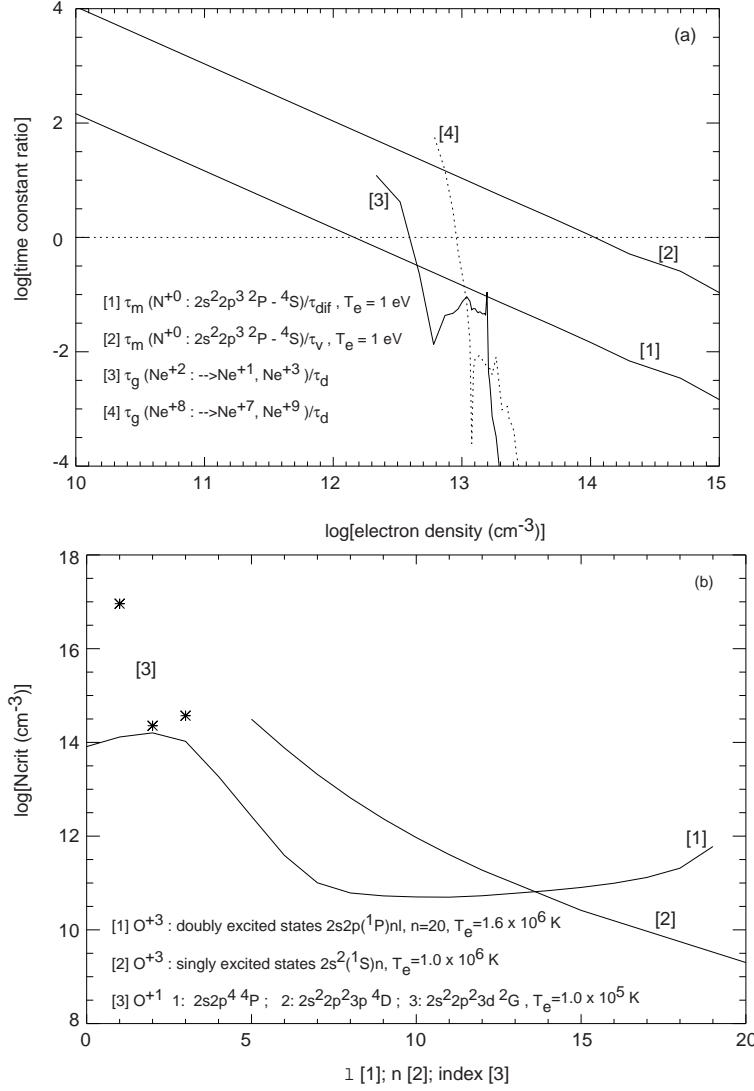 4
(a)
[4]
2
[3]
log[time constant ratio]
0
[2]
[1] τm (N+0 : 2s²2p³ ²P - ⁴S)/τdif , Te = 1 eV
[2] τm (N+0 : 2s²2p³ ²P - ⁴S)/τv , Te = 1 eV
-2
[1]
[3] τg (Ne+2 : -->Ne+1, Ne+3 )/τd
[4] τg (Ne+8 : -->Ne+7, Ne+9)/τd
-4
10 11 12 13 14 15
log[electron density (cm-3)]
18
(b)
16
[3]
log[Ncrit (cm-3)]
14
12
[1]
10
[2]
[1] O+3 : doubly excited states 2s2p(¹P)nl, n=20, Te=1.6 x 10⁶ K
[2] O+3 : singly excited states 2s²(¹S)n, Te=1.0 x 10⁶ K
[3] O+1 1: 2s2p⁴ ⁴P ; 2: 2s²2p²3p ⁴D ; 3: 2s²2p²3d ²G , Te=1.0 x 10⁵ K
8
0 5 10 15 20
l [1]; n [2]; index [3]